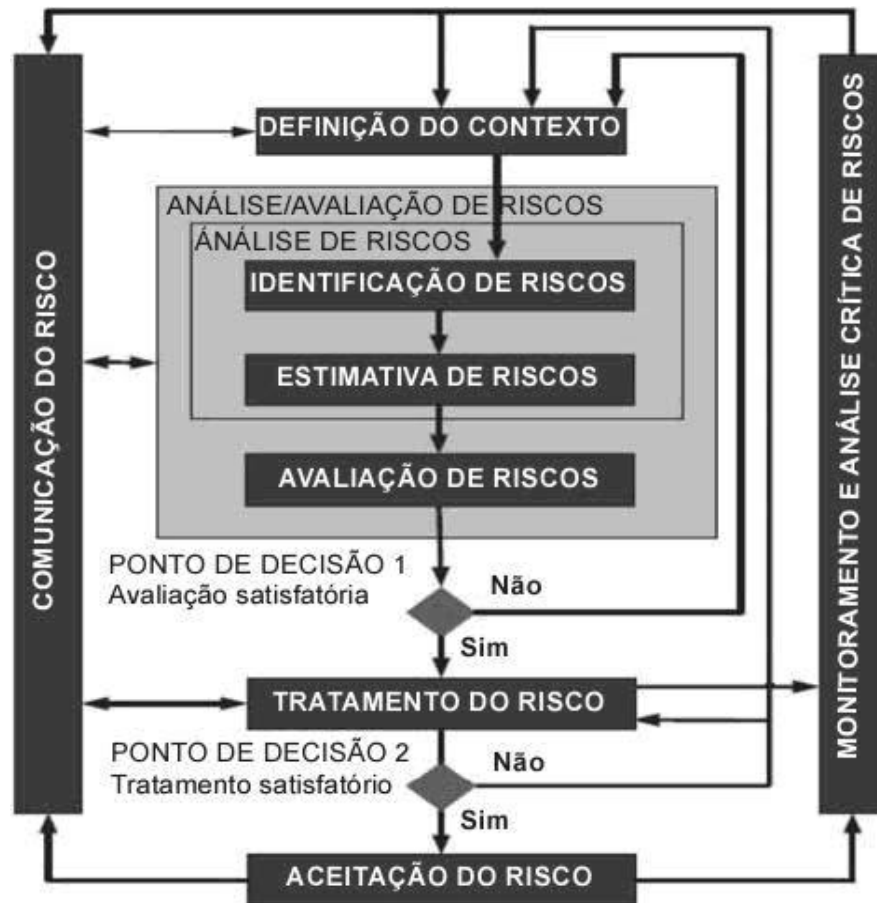 DEFINIÇÃO DO CONTEXTO
ANÁLISE/AVALIAÇÃO DE RISCOS
ÁNÁLISE DE RISCOS
IDENTIFICAÇÃO DE RISCOS
ESTIMATIVA DE RISCOS
AVALIAÇÃO DE RISCOS
PONTO DE DECISÃO 1
Avaliação satisfatória
Não
Sim
TRATAMENTO DO RISCO
PONTO DE DECISÃO 2
Tratamento satisfatório
Não
Sim
ACEITAÇÃO DO RISCO
COMUNICAÇÃO DO RISCO
MONITORAMENTO E ANÁLISE CRÍTICA DE RISCOS